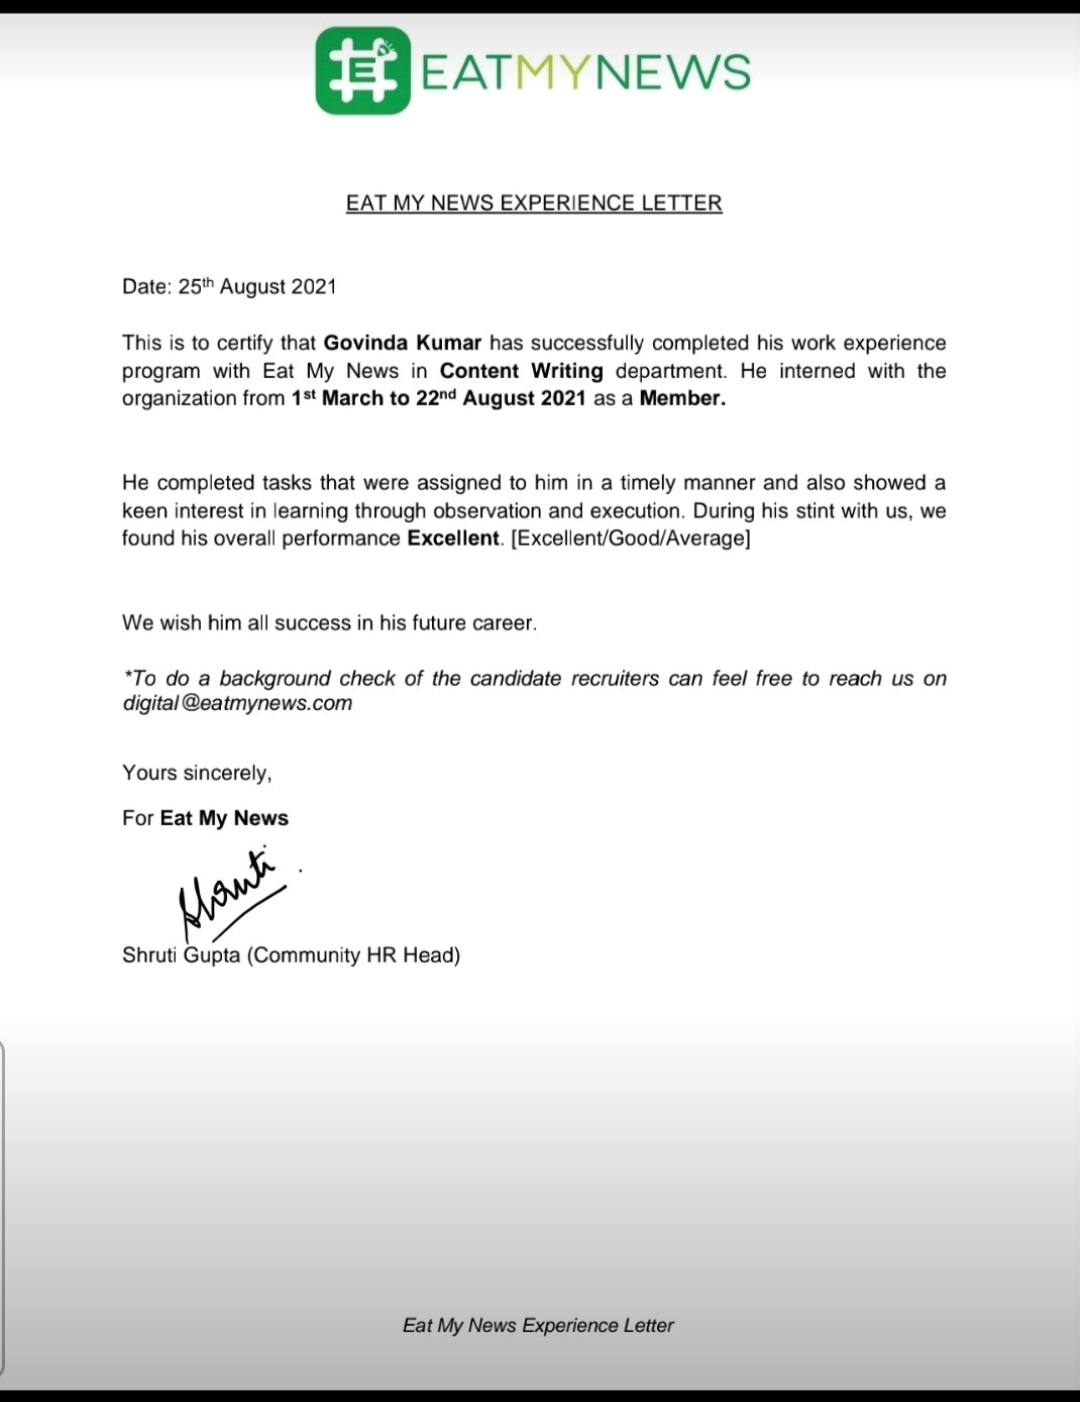 EATMYNEWS
EAT MY NEWS EXPERIENCE LETTER
Date: 25th August 2021
This is to certify that Govinda Kumar has successfully completed his work experience
program with Eat My News in Content Writing department. He interned with the
organization from 1st March to 22nd August 2021 as a Member.
He completed tasks that were assigned to him in a timely manner and also showed a
keen interest in learning through observation and execution. During his stint with us, we
found his overall performance Excellent. [Excellent/Good/Average]
We wish him all success in his future career.
*To do a background check of the candidate recruiters can feel free to reach us on
digital@eatmynews.com
Yours sincerely,
For Eat My News
Shruti
Shruti Gupta (Community HR Head)
Eat My News Experience Letter